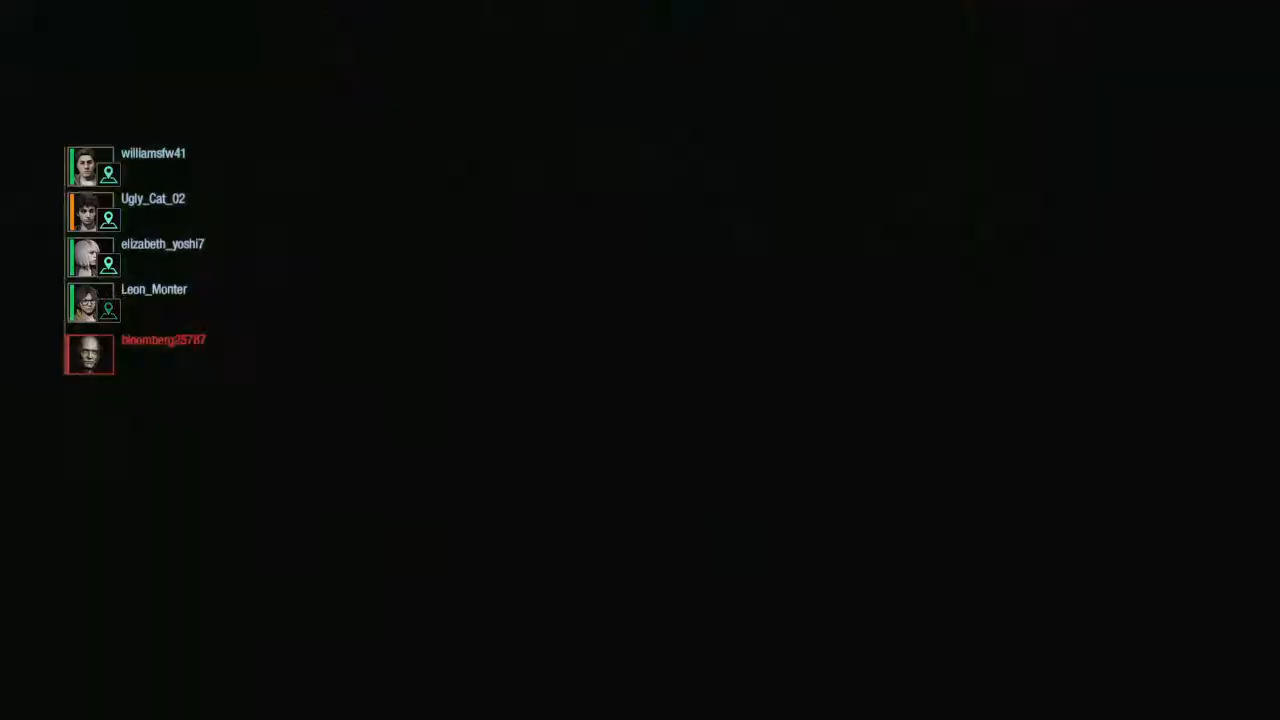 williamsfw41
Ugly_Cat_02
elizabeth_yoshi7
Leon_Monter
bloomberg25787